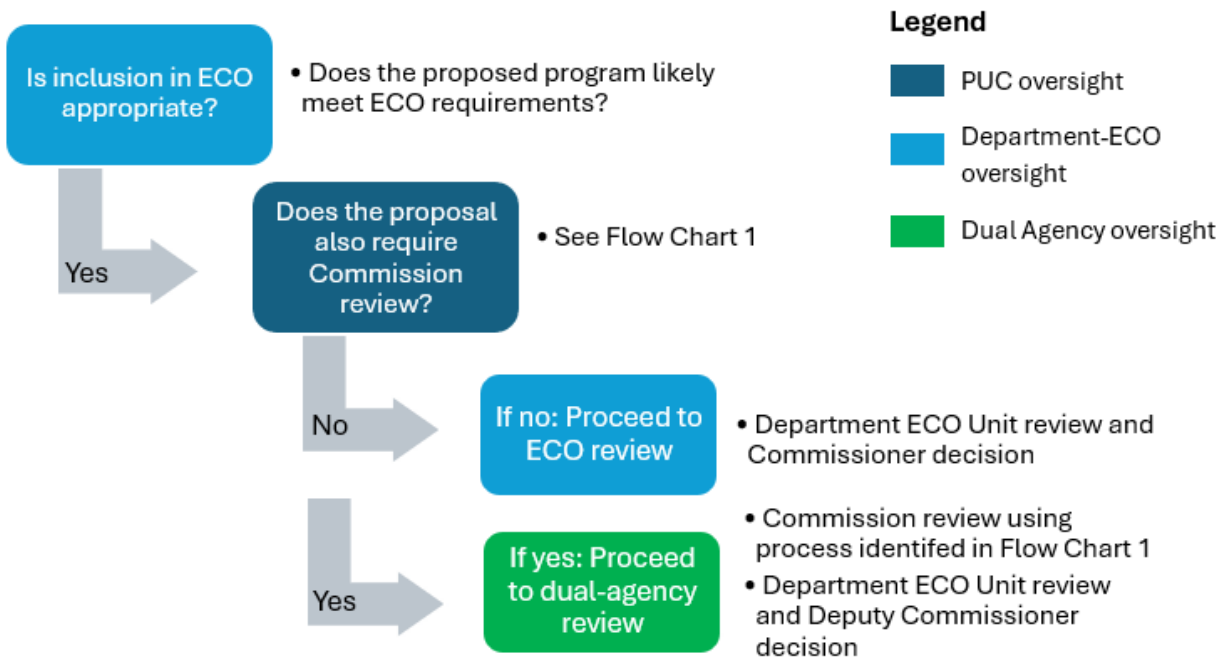 Legend
PUC oversight
Department-ECO
oversight
Dual Agency oversight
Is inclusion in ECO
appropriate?
• Does the proposed program likely
meet ECO requirements?
Yes
Does the proposal
also require
Commission
review?
• See Flow Chart 1
No
If no: Proceed to
ECO review
• Department ECO Unit review and
Commissioner decision
Yes
If yes: Proceed
to dual-agency
review
• Commission review using
process identifed in Flow Chart 1
• Department ECO Unit review
and Deputy Commissioner
decision